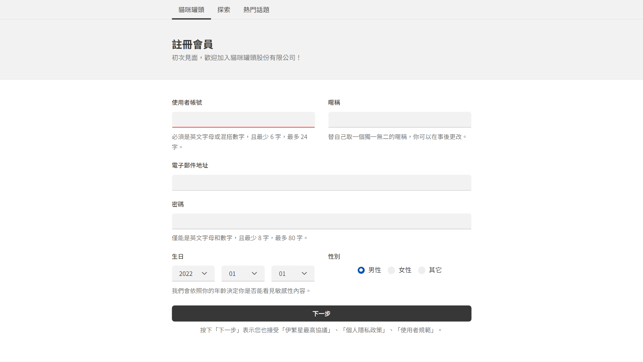 貓咪罐頭 探索 熱門話題
註冊會員
初次見面，歡迎加入貓咪罐頭股份有限公司！
使用者帳號 暱稱
必須是英文字母或混搭數字，且最少 6 字，最多 24 字。
替自己取一個獨一無二的暱稱，你可以在事後更改。
電子郵件地址
密碼
僅能是英文字母和數字，且最少 8 字，最多 80 字。
生日 性別
2022 01 01 男性 女性 其它
我們會依照你的年齡決定你是否能看見敏感性內容。
下一步
按下「下一步」表示您也接受「伊繁星最高協議」、「個人隱私政策」、「使用者規範」。